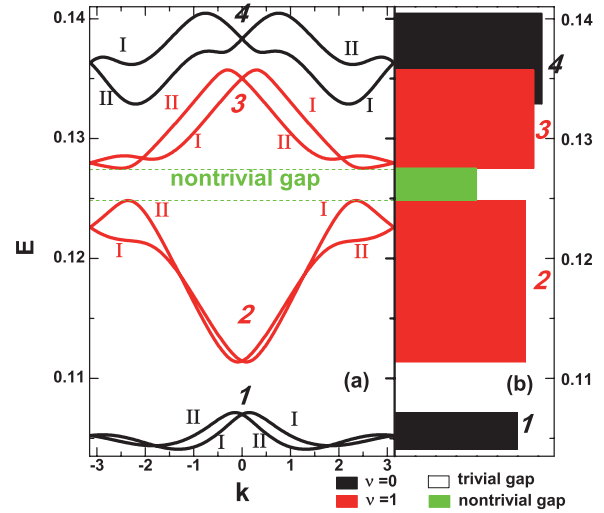 0.14
0.13
0.12
0.11
E
-3 -2 -1 0 1 2 3
k
I
II
4
II
I
II
3
I
I
II
nontrivial gap
II
I
I
II
2
(a)
1
II
I
I
II
0.14
0.13
0.12
0.11
4
3
2
(b)
1
ν=0
trivial gap
ν=1
nontrivial gap